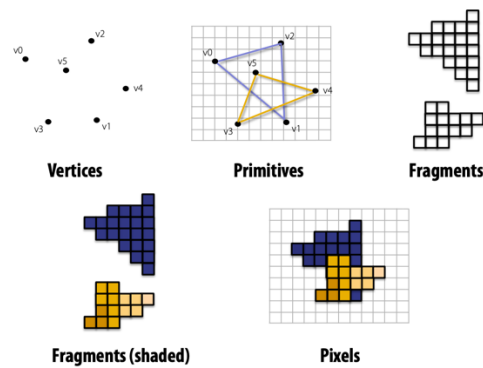 v0
v2
v5
v4
v3
v1
Vertices
v0
v2
v5
v4
v3
v1
Primitives
Fragments
Fragments (shaded)
Pixels